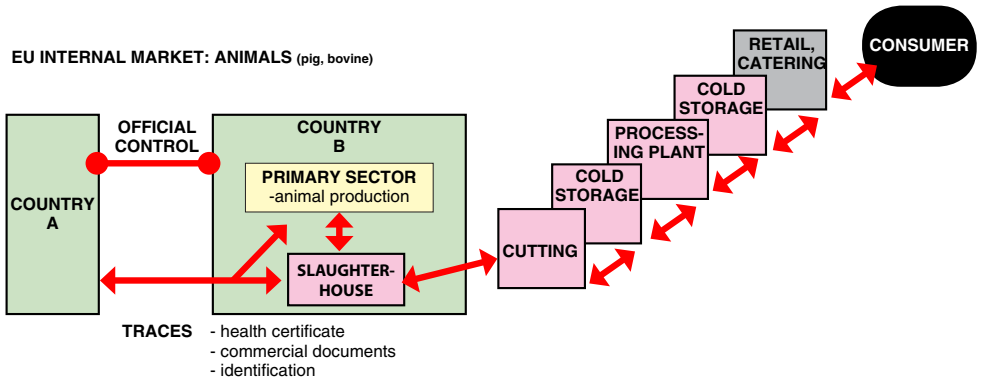 EU INTERNAL MARKET: ANIMALS (pig, bovine)
COUNTRY
A
OFFICIAL
CONTROL
COUNTRY
B
PRIMARY SECTOR
-animal production
SLAUGHTER-
HOUSE
TRACES - health certificate
- commercial documents
- identification
CUTTING
COLD
STORAGE
PROCESS-
ING PLANT
COLD
STORAGE
RETAIL,
CATERING
CONSUMER